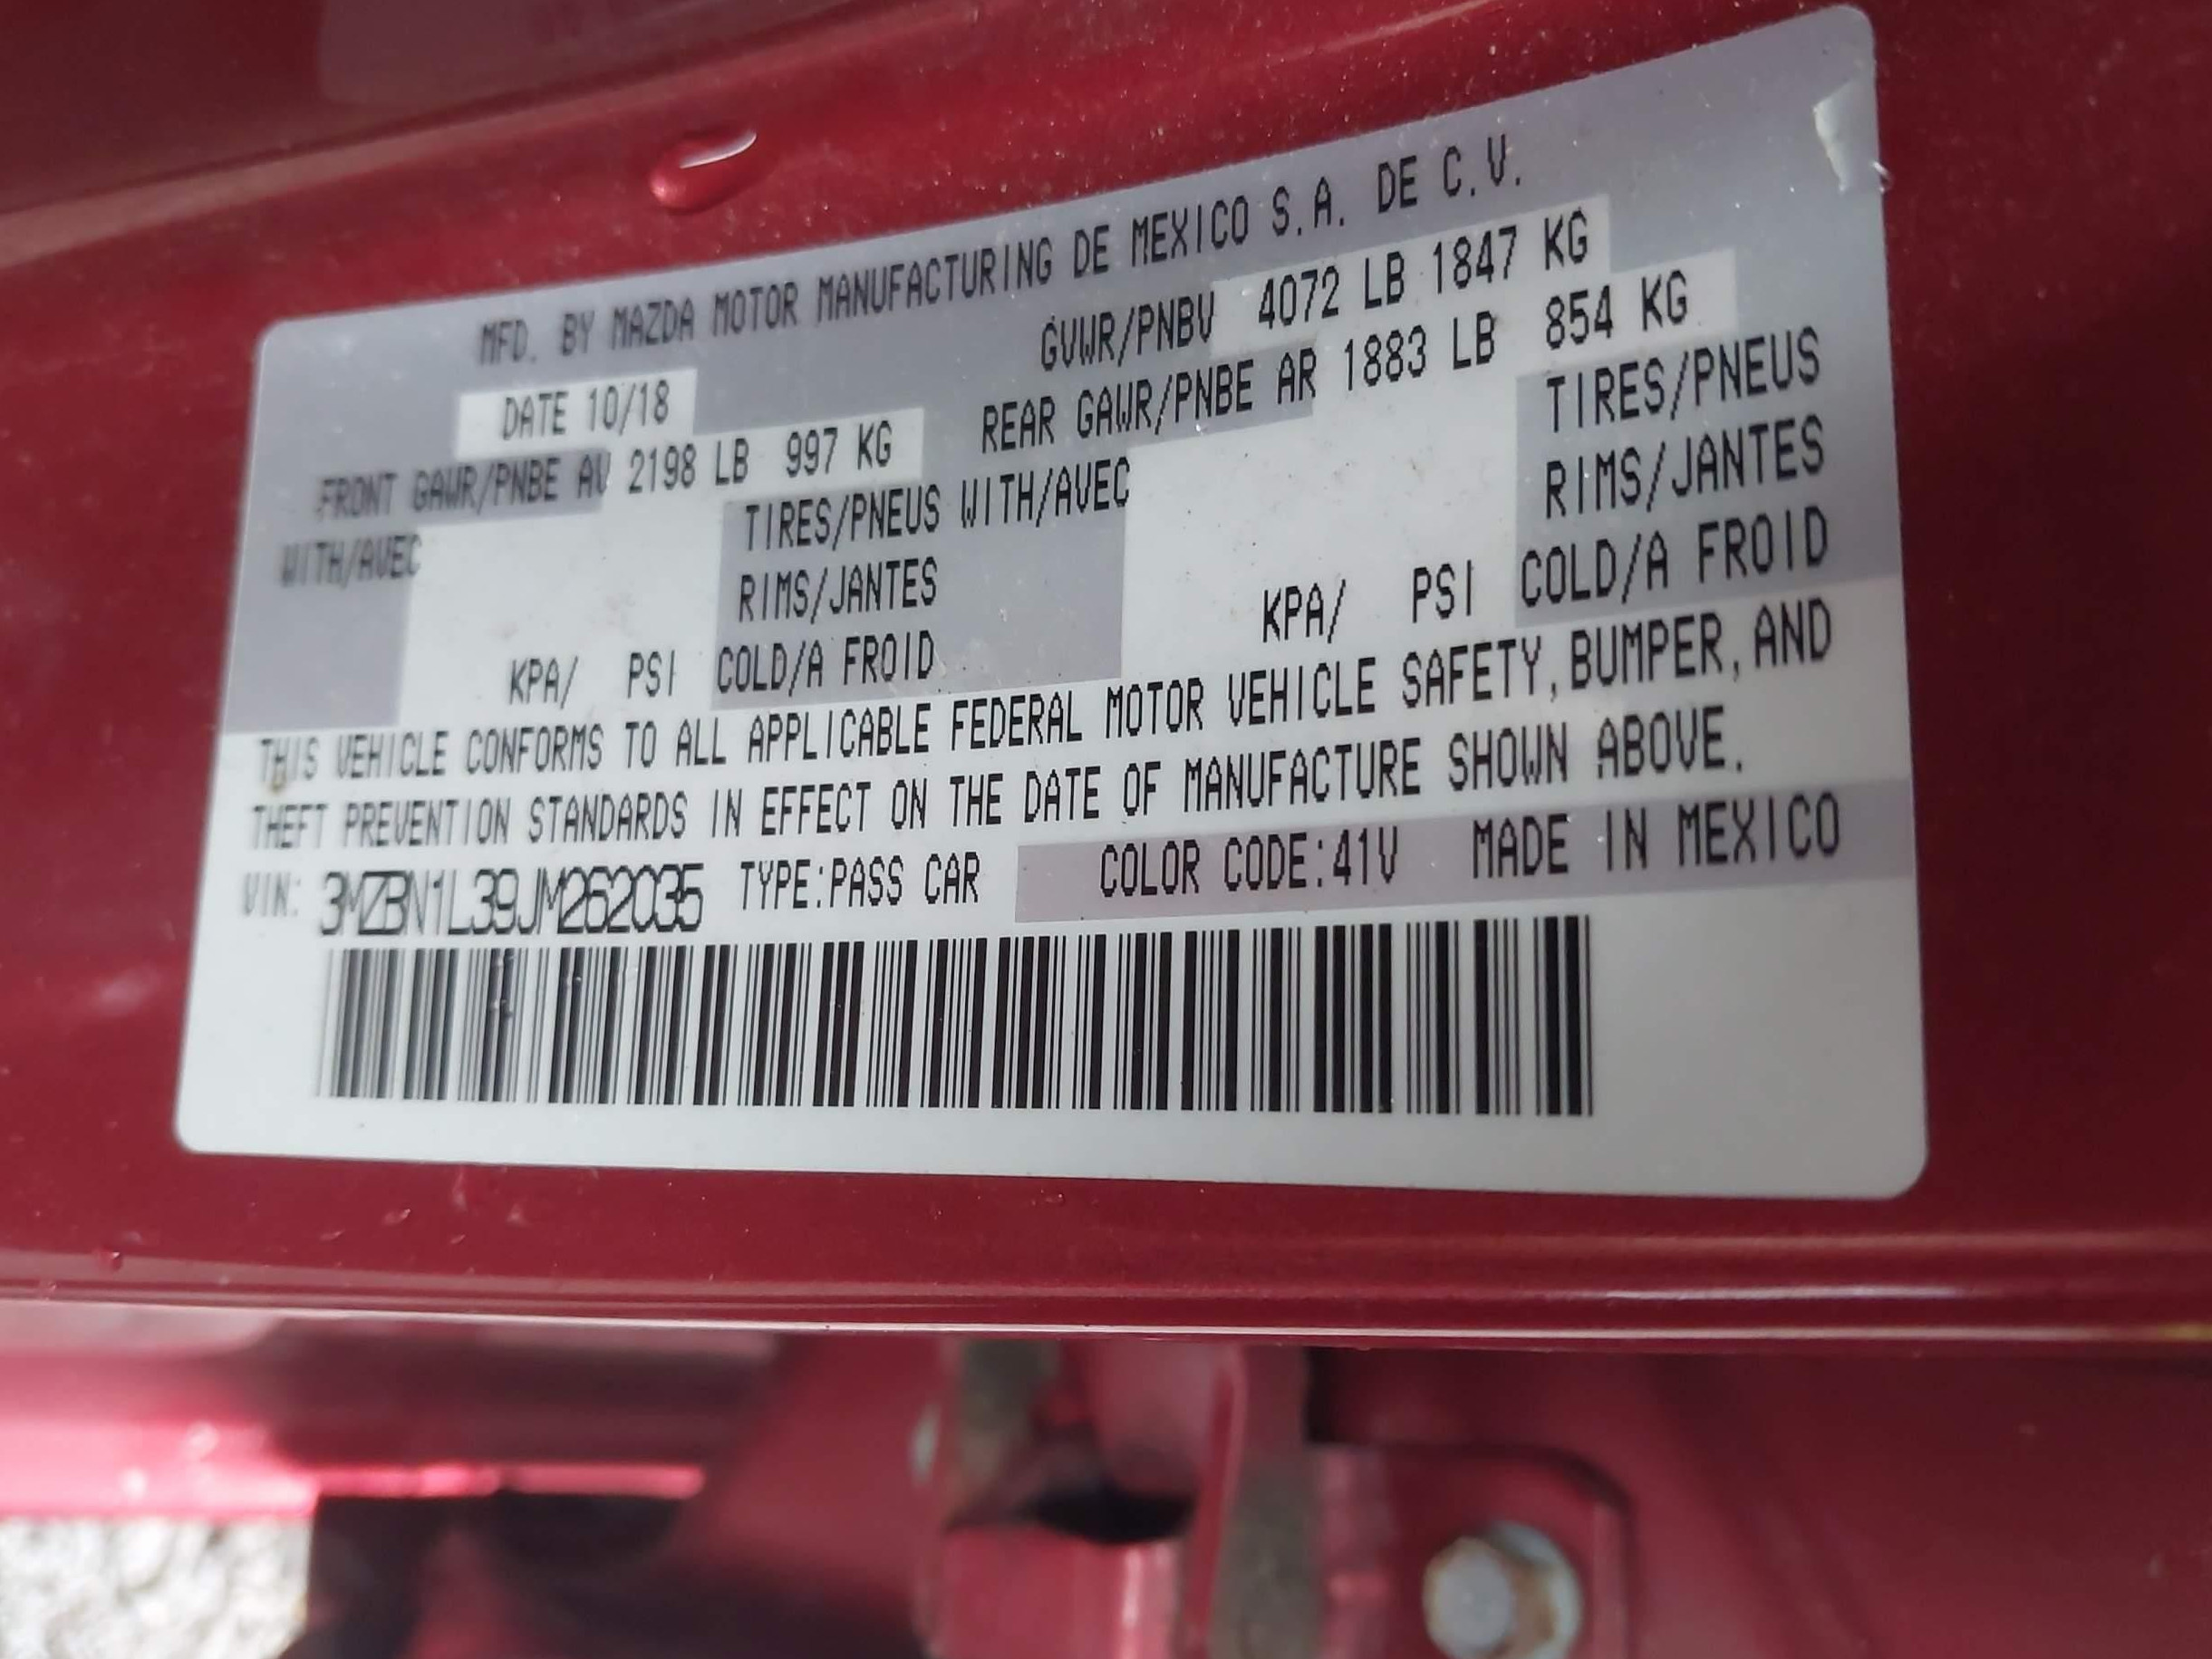 MFD. BY MAZDA MOTOR MANUFACTURING DE MEXICO S.A. DE C.V.
DATE 10/18 GVWR/PNBV 4072 LB 1847 KG
FRONT GAWR/PNBE AV 2198 LB 997 KG REAR GAWR/PNBE AR 1883 LB 854 KG
WITH/AVEC TIRES/PNEUS WITH/AVEC TIRES/PNEUS
RIMS/JANTES RIMS/JANTES
KPA/ PSI COLD/A FROID KPA/ PSI COLD/A FROID
THIS VEHICLE CONFORMS TO ALL APPLICABLE FEDERAL MOTOR VEHICLE SAFETY, BUMPER, AND
THEFT PREVENTION STANDARDS IN EFFECT ON THE DATE OF MANUFACTURE SHOWN ABOVE.
VIN: 3MZBN1L39JM262035 TYPE:PASS CAR COLOR CODE:41V MADE IN MEXICO